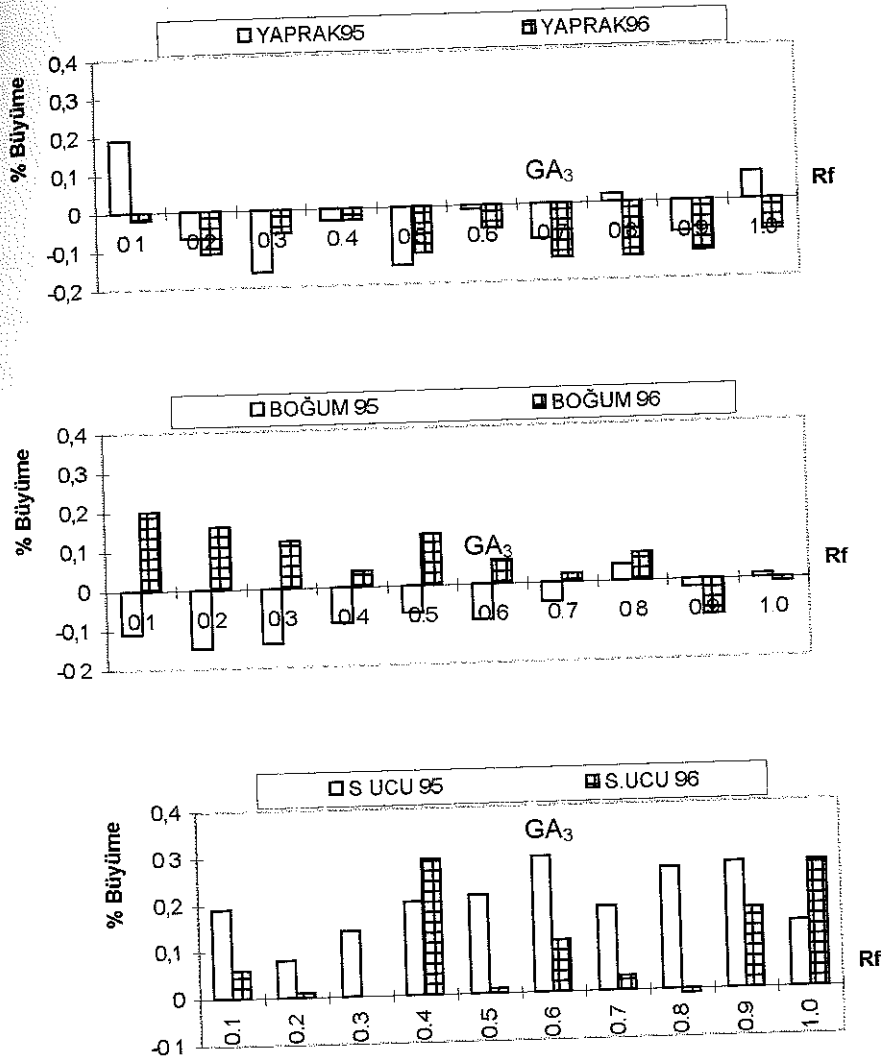 YAPRAK95 YAPRAK96
% Büyüme
0,4
0,3
0,2
0,1
0
-0,1
-0,2
GA3
Rf
0.1 0.2 0.3 0.4 0.5 0.6 0.7 0.8 0.9 1.0
BOĞUM 95 BOĞUM 96
% Büyüme
0,4
0,3
0,2
0,1
0
-0,1
-0 2
GA3
Rf
0.1 0.2 0.3 0.4 0.5 0.6 0.7 0.8 0.9 1.0
S UCU 95 S.UCU 96
% Büyüme
0,4
0 3
0,2
0,1
0
-0 1
GA3
Rf
0.1 0.2 0.3 0.4 0.5 0.6 0.7 0.8 0.9 1.0